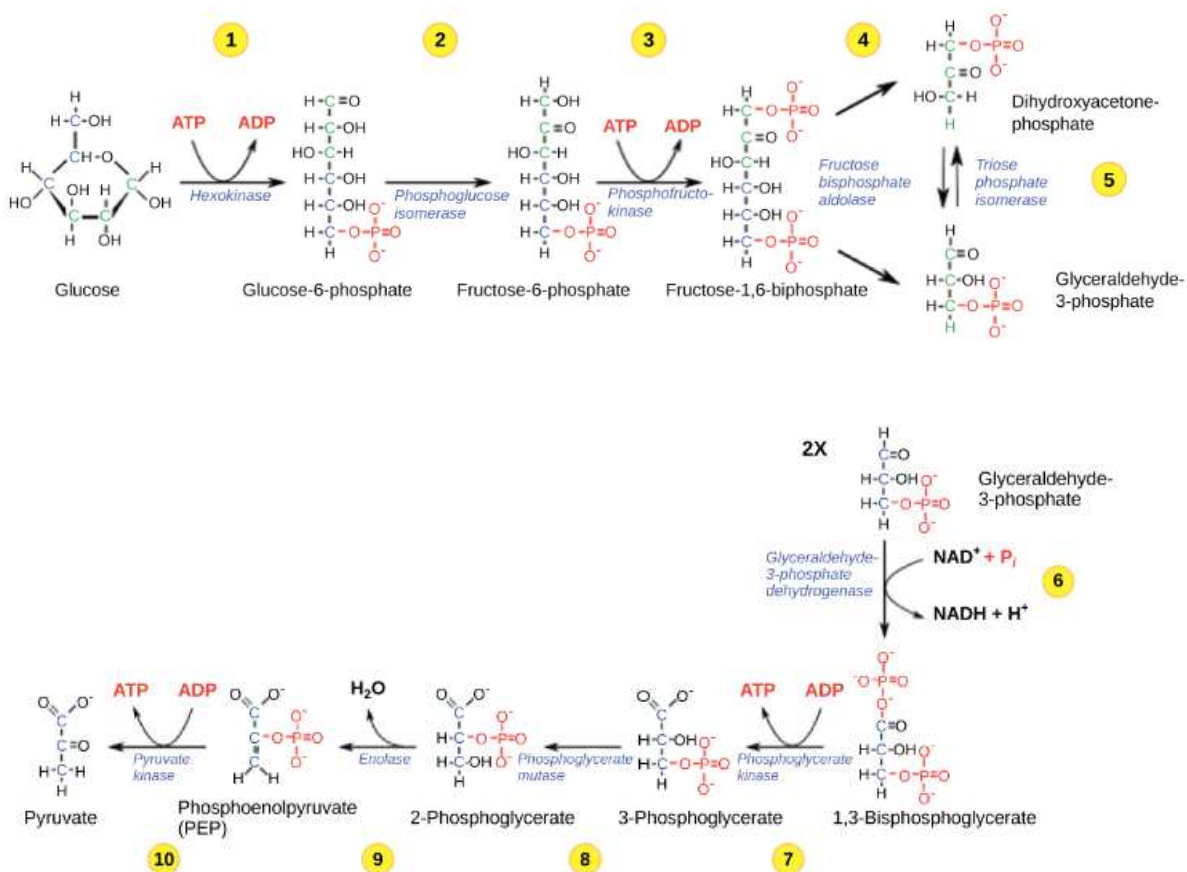 1
2
3
4
ATP ADP
Hexokinase
Glucose
Phosphoglucose
isomerase
Glucose-6-phosphate
ATP ADP
Phosphofructo-
kinase
Fructose-6-phosphate
Fructose
bisphosphate
aldolase
Fructose-1,6-biphosphate
Dihydroxyacetone-
phosphate
Triose
phosphate
isomerase
5
Glyceraldehyde-
3-phosphate
2X
Glyceraldehyde-
3-phosphate
Glyceraldehyde-
3-phosphate
dehydrogenase
NAD⁺ + Pᵢ
6
NADH + H⁺
ATP ADP
Pyruvate
kinase
Pyruvate
Phosphoenolpyruvate
(PEP)
H₂O
Enolase
2-Phosphoglycerate
Phosphoglycerate
mutase
3-Phosphoglycerate
ATP ADP
Phosphoglycerate
kinase
1,3-Bisphosphoglycerate
10
9
8
7